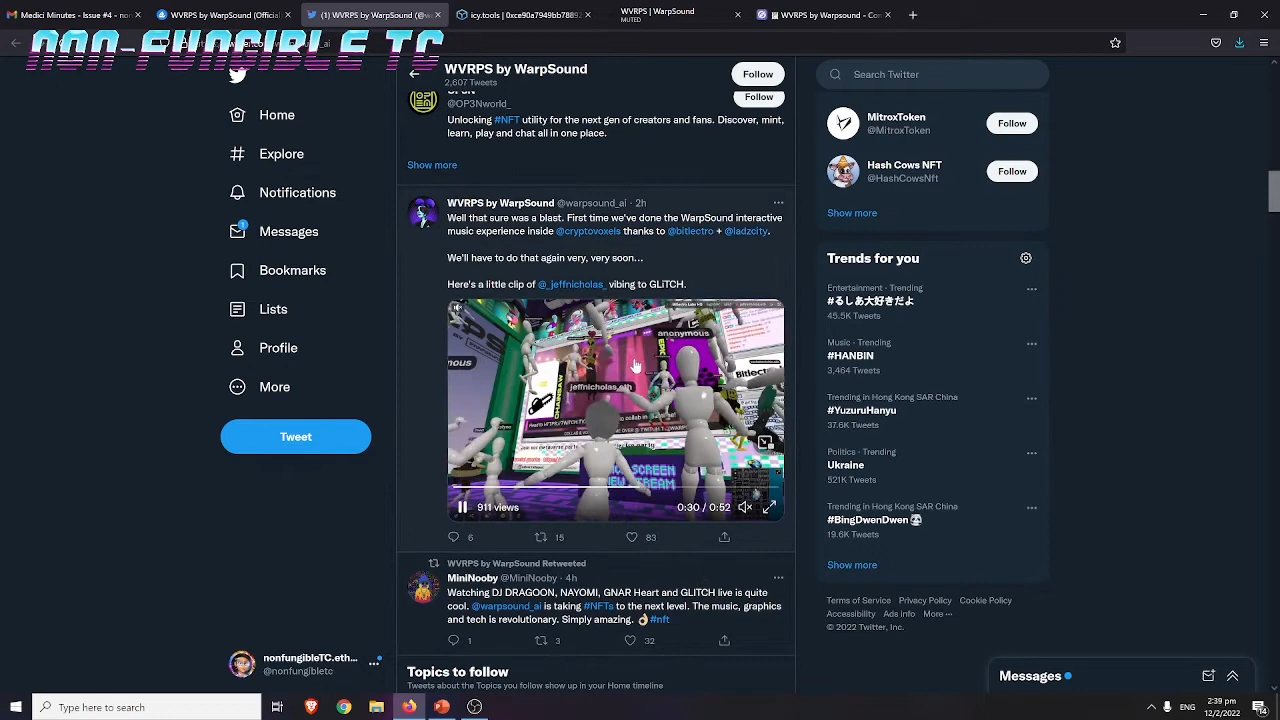 Medici Minutes - Issue #4 - no
WarpSound (Official
WVRPS by WarpSound (@w
icy.tools | 0xce90a7949bb78892
WVRPS | WarpSound
MUTED
WVRPS by WarpSound - Co
NON_FUNGIBLE TC
WVRPS by WarpSound
2,607 Tweets
Follow
Search Twitter
Home
Explore
Notifications
Messages
1
Bookmarks
Lists
Profile
More
Tweet
nonfungibleTC.eth...
@nonfungibletc
@OP3Nworld_
Follow
Unlocking #NFT utility for the next gen of creators and fans. Discover, mint,
learn, play and chat all in one place.
Show more
WVRPS by WarpSound @warpsound_ai · 2h
Well that sure was a blast. First time we've done the WarpSound interactive
music experience inside @cryptovoxels thanks to @bitlectro + @ladzcity.
We'll have to do that again very, very soon...
Here's a little clip of @_jeffnicholas_ vibing to GLITCH.
anonymous
jeffnicholas.eth
Bitlect
911 views
0:30 / 0:52
6
15
83
WVRPS by WarpSound Retweeted
MiniNooby @MiniNooby · 4h
Watching DJ DRAGOON, NAYOMI, GNAR Heart and GLITCH live is quite
cool. @warpsound_ai is taking #NFTs to the next level. The music, graphics
and tech is revolutionary. Simply amazing. 👌🏼 #nft
1
3
32
Topics to follow
Tweets about the Topics you follow show up in your Home timeline
MitroxToken
@MitroxToken
Follow
Hash Cows NFT
@HashCowsNft
Follow
Show more
Trends for you
Entertainment · Trending
#るしあ大好きだよ
45.5K Tweets
Music · Trending
#HANBIN
3,464 Tweets
Trending in Hong Kong SAR China
#YuzuruHanyu
37.6K Tweets
Politics · Trending
Ukraine
521K Tweets
Trending in Hong Kong SAR China
#BingDwenDwen
19.6K Tweets
Show more
Terms of Service Privacy Policy Cookie Policy
Accessibility Ads info More ···
© 2022 Twitter, Inc.
Messages
Type here to search
ENG
2:39 pm
12/2/2022